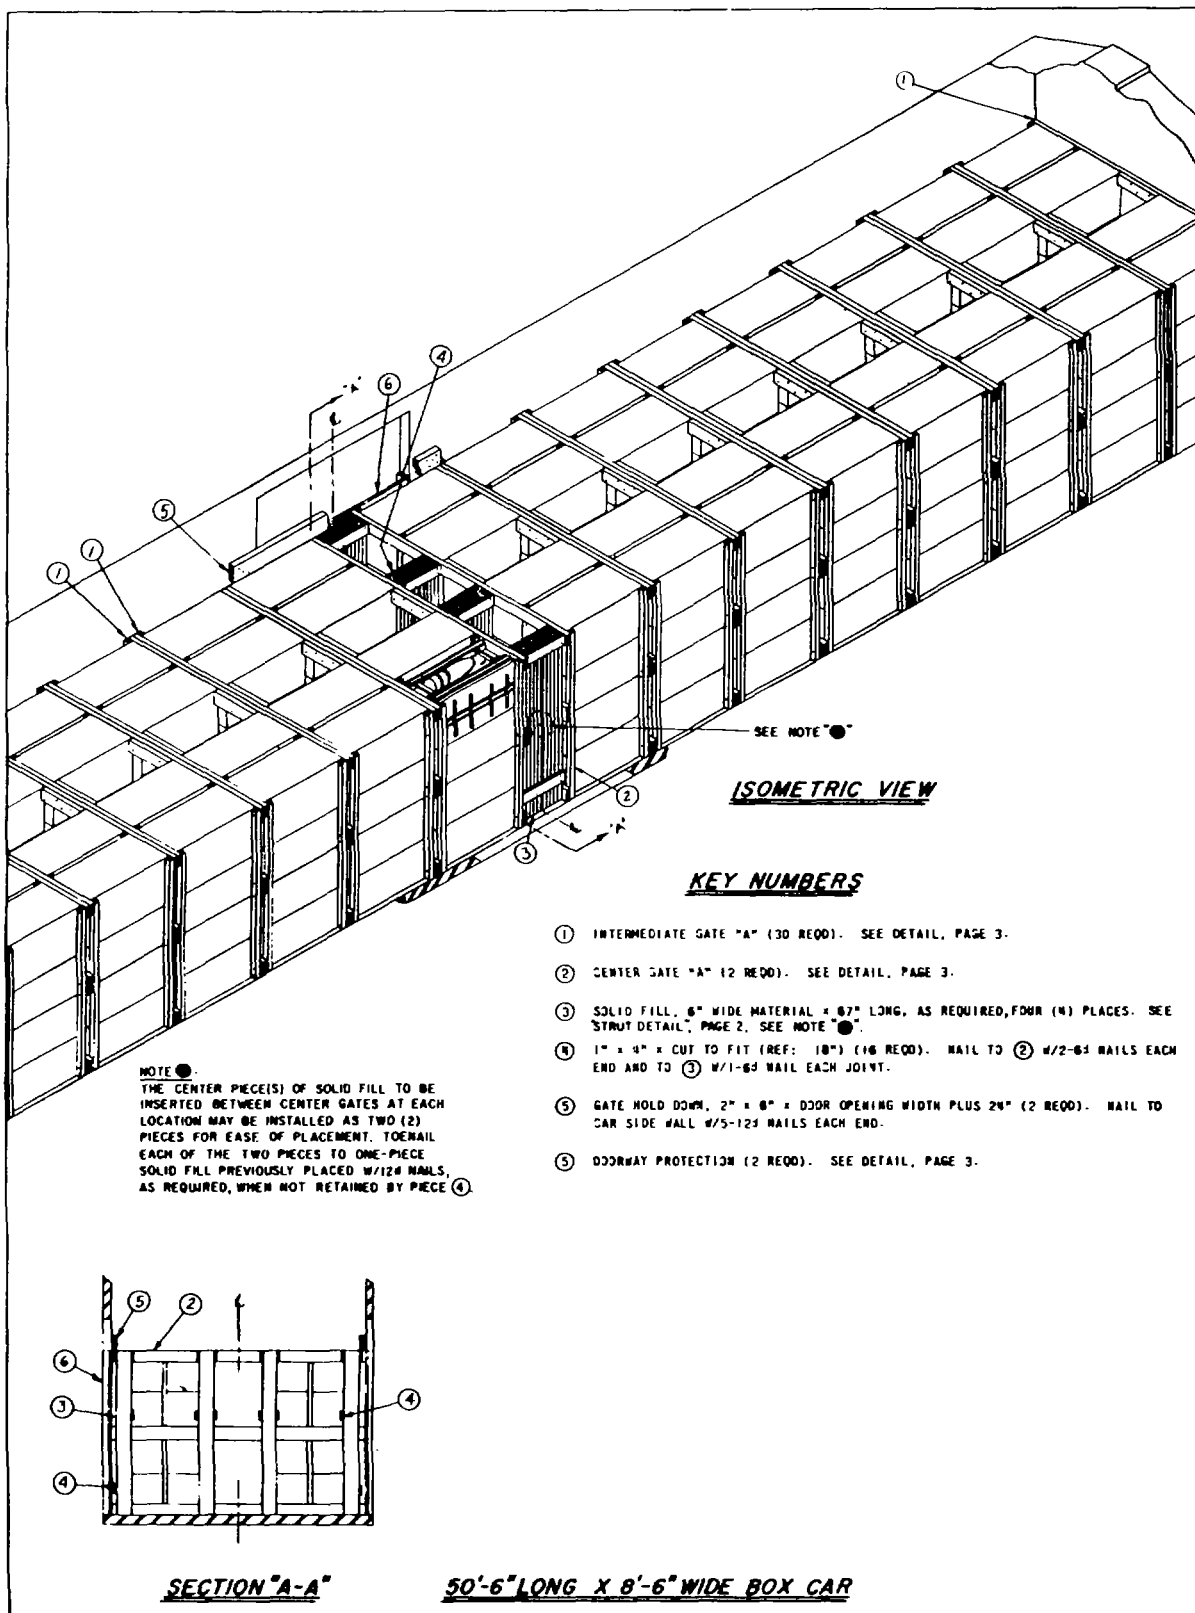 1
4
6
"A"
℄
5
1
1
SEE NOTE "●"
ISOMETRIC VIEW
2
℄
"A"
3
KEY NUMBERS
① INTERMEDIATE GATE "A" (30 REQD). SEE DETAIL, PAGE 3.
② CENTER GATE "A" (2 REQD). SEE DETAIL, PAGE 3.
③ SOLID FILL, 6" WIDE MATERIAL x 67" LONG, AS REQUIRED, FOUR (4) PLACES. SEE
"STRUT DETAIL", PAGE 2. SEE NOTE "●".
④ 1" x 4" x CUT TO FIT (REF: 18") (16 REQD). NAIL TO ② W/2-6d NAILS EACH
END AND TO ③ W/1-6d NAIL EACH JOINT.
⑤ GATE HOLD DOWN, 2" x 6" x DOOR OPENING WIDTH PLUS 24" (2 REQD). NAIL TO
CAR SIDE WALL W/5-12d NAILS EACH END.
⑤ DOORWAY PROTECTION (2 REQD). SEE DETAIL, PAGE 3.
NOTE ●.
THE CENTER PIECE(S) OF SOLID FILL TO BE
INSERTED BETWEEN CENTER GATES AT EACH
LOCATION MAY BE INSTALLED AS TWO (2)
PIECES FOR EASE OF PLACEMENT. TOENAIL
EACH OF THE TWO PIECES TO ONE-PIECE
SOLID FILL PREVIOUSLY PLACED W/12d NAILS,
AS REQUIRED, WHEN NOT RETAINED BY PIECE ④.
5
2
℄
6
3
4
4
SECTION "A-A"
50'-6" LONG X 8'-6" WIDE BOX CAR